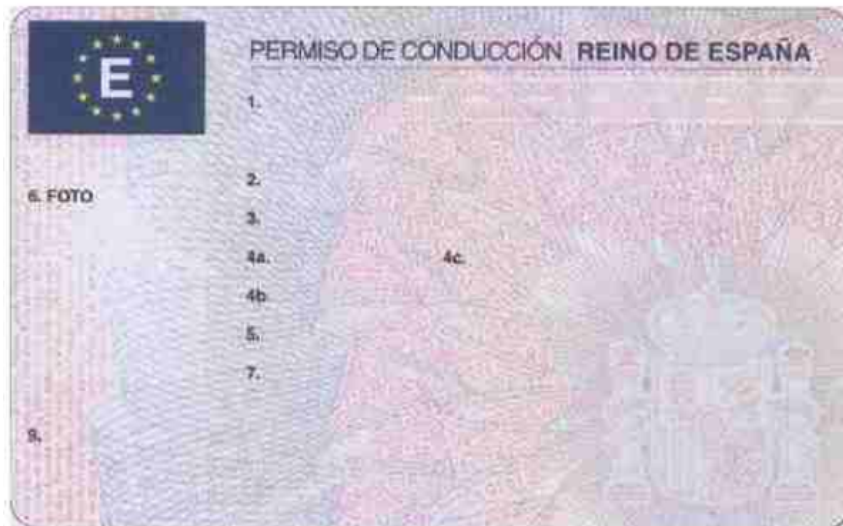 E
PERMISO DE CONDUCCIÓN REINO DE ESPAÑA
1.
2.
6. FOTO
3.
4a. 4c.
4b
5.
7.
9.